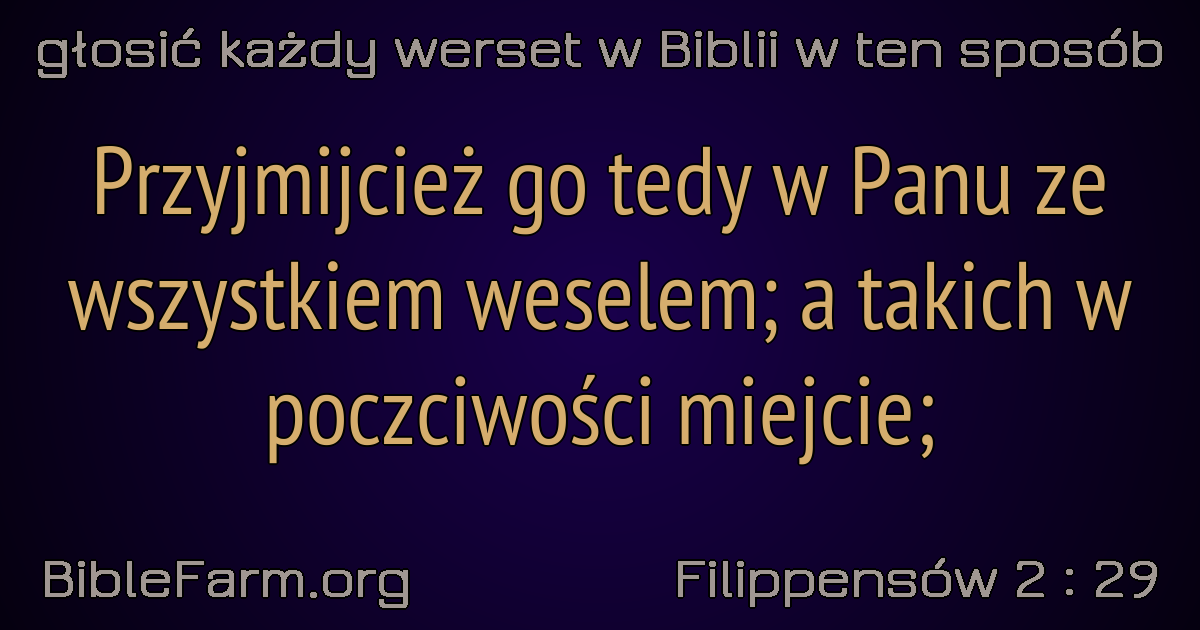 głosić każdy werset w Biblii w ten sposób
Przyjmijcież go tedy w Panu ze
wszystkiem weselem; a takich w
poczciwości miejcie;
BibleFarm.org
Filippensów 2 : 29